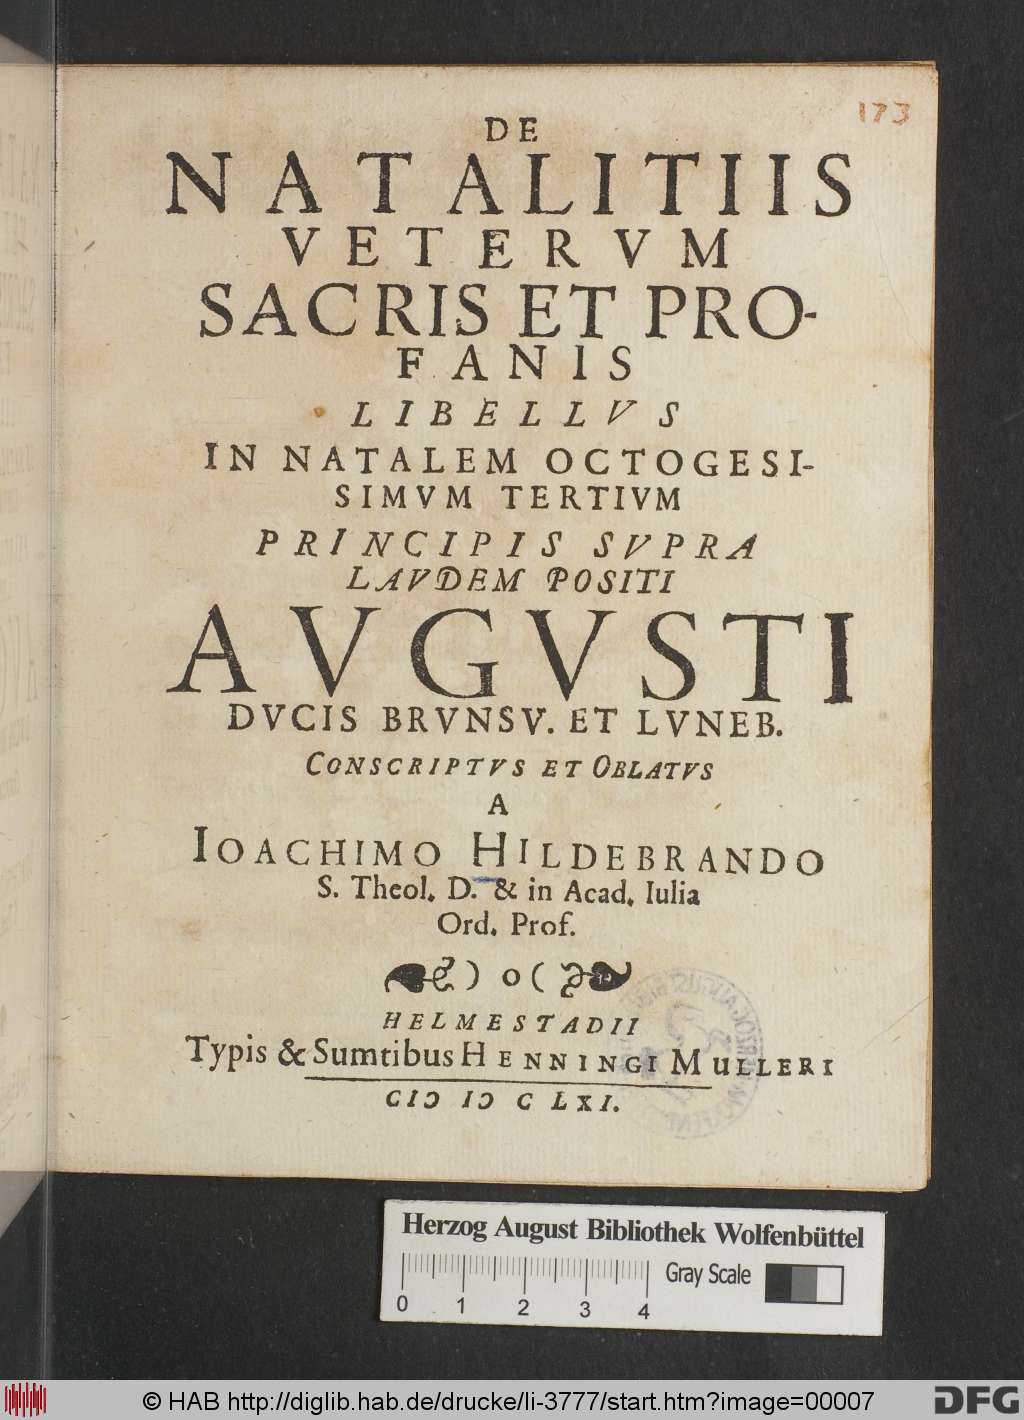 173
DE
NATALITIIS
VETERVM
SACRIS ET PRO-
FANIS
LIBELLVS
IN NATALEM OCTOGESI-
SIMVM TERTIVM
PRINCIPIS SVPRA
LAVDEM POSITI
AVGVSTI
DVCIS BRVNSV. ET LVNEB.
CONSCRIPTVS ET OBLATVS
A
IOACHIMO HILDEBRANDO
S. Theol. D. & in Acad. Iulia
Ord. Prof.
) o (
HELMESTADII
Typis & Sumtibus HENNINGI MULLERI
CIↃ IↃ C LXI.
Herzog August Bibliothek Wolfenbüttel
Gray Scale
0 1 2 3 4
© HAB http://diglib.hab.de/drucke/li-3777/start.htm?image=00007
DFG